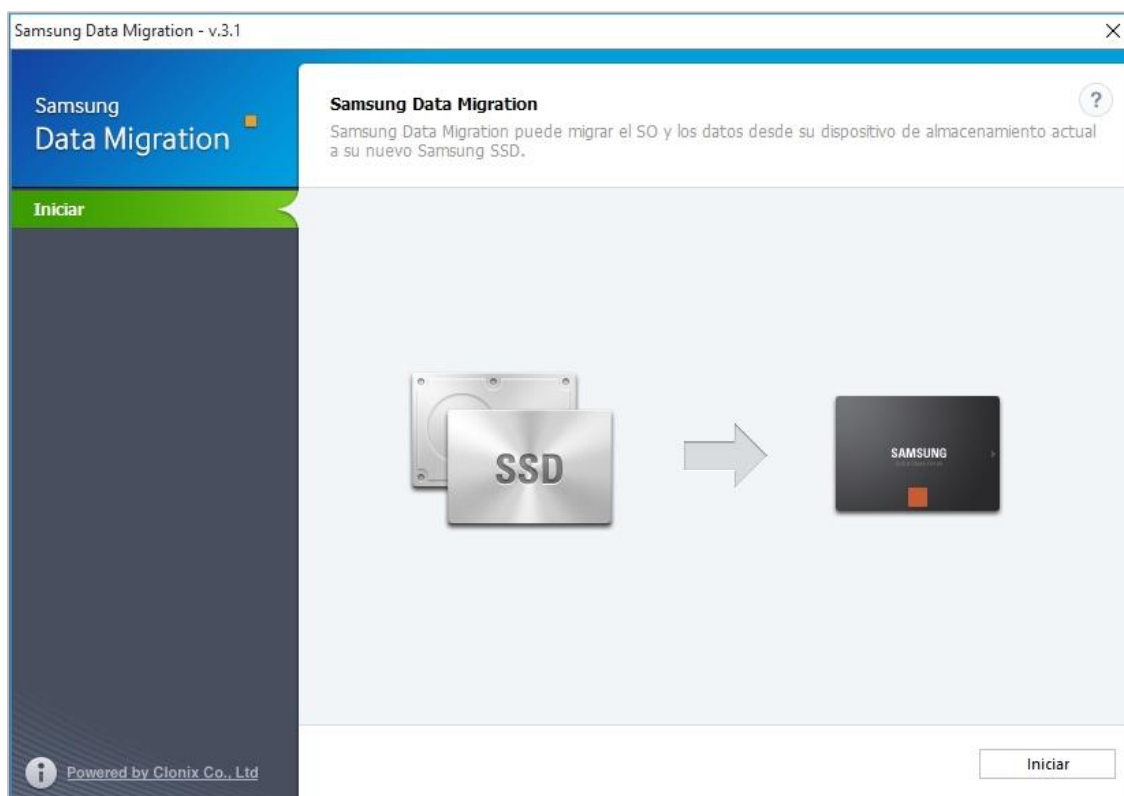 Samsung Data Migration - v.3.1
Samsung
Data Migration
Iniciar
Samsung Data Migration
?
Samsung Data Migration puede migrar el SO y los datos desde su dispositivo de almacenamiento actual
a su nuevo Samsung SSD.
SSD
SAMSUNG
Powered by Clonix Co., Ltd
Iniciar